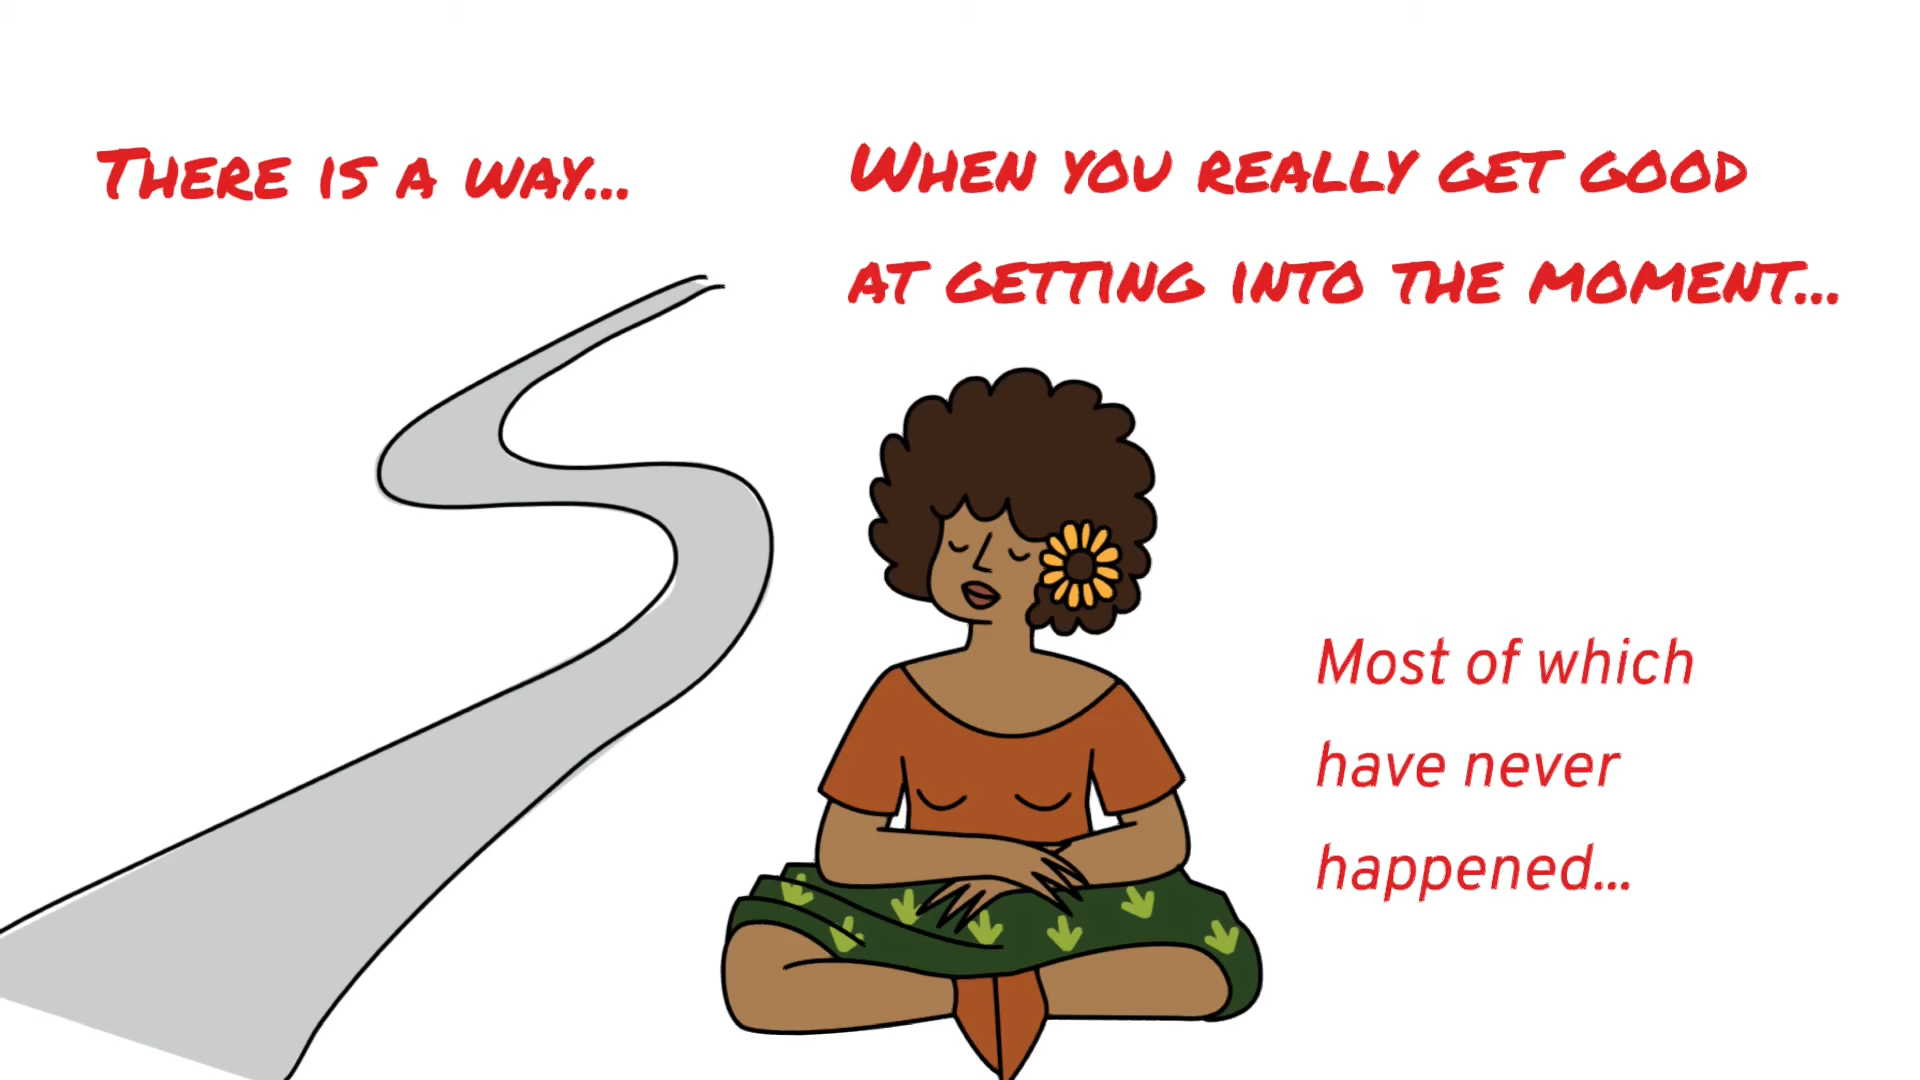 There is a way...
When you really get good
at getting into the moment...
Most of which
have never
happened...